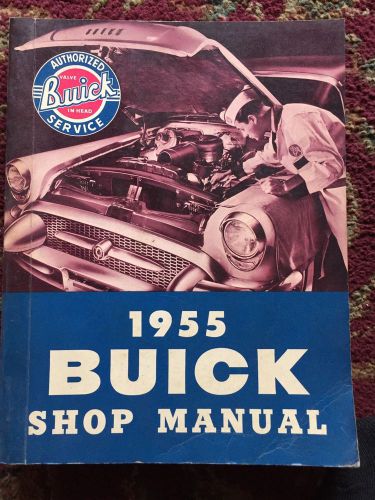 AUTHORIZED
VALVE
Buick
IN HEAD
SERVICE
1955
BUICK
SHOP MANUAL